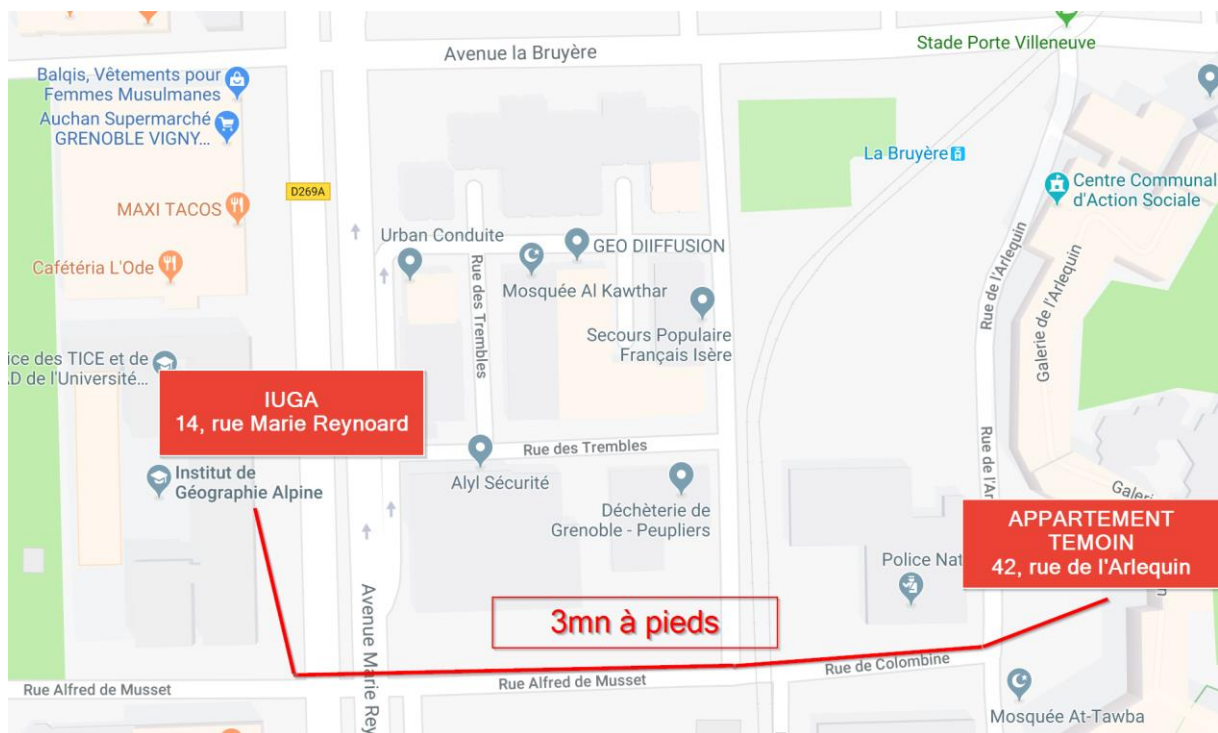 Avenue la Bruyère
Stade Porte Villeneuve
Balqis, Vêtements pour
Femmes Musulmanes
Auchan Supermarché
GRENOBLE VIGNY...
La Bruyère
Centre Communal
d'Action Sociale
D269A
MAXI TACOS
Urban Conduite
GEO DIIFFUSION
Cafétéria L'Ode
Rue des Trembles
Mosquée Al Kawthar
Rue de l'Arlequin
Galerie de l'Arlequin
Secours Populaire
Français Isère
ice des TICE et de
AD de l'Université...
IUGA
14, rue Marie Reynoard
Rue des Trembles
Institut de
Géographie Alpine
Alyl Sécurité
Rue de l'Ar
Galeri
Déchèterie de
Grenoble - Peupliers
APPARTEMENT
TEMOIN
42, rue de l'Arlequin
Police Nat
Avenue Marie Rey
3mn à pieds
Rue de Colombine
Rue Alfred de Musset
Rue Alfred de Musset
Mosquée At-Tawba